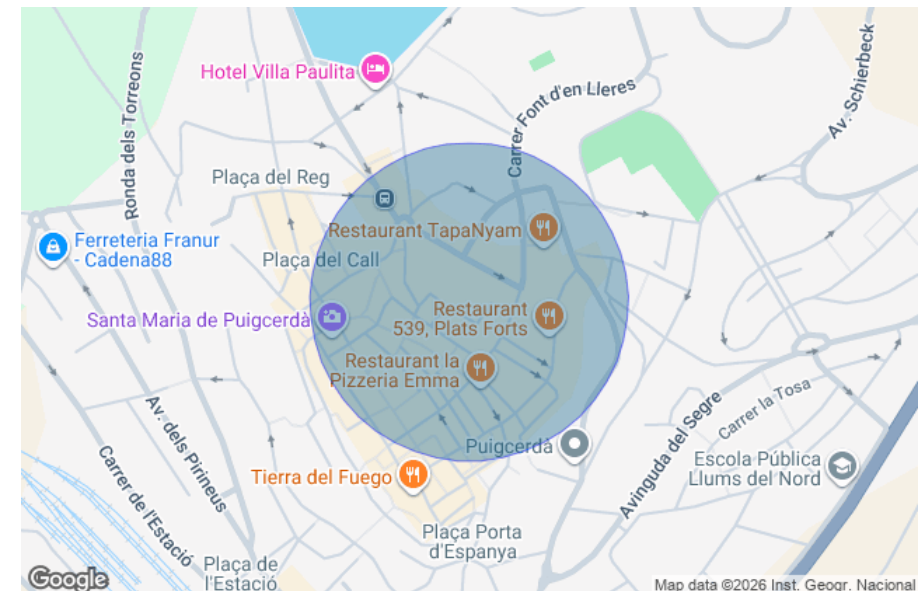 Hotel Villa Paulita
Av. Schierbeck
Carrer Font d'en Lleres
Ronda dels Torreons
Plaça del Reg
Restaurant TapaNyam
Ferreteria Franur
- Cadena88
Plaça del Call
Santa Maria de Puigcerdà
Restaurant
539, Plats Forts
Restaurant la
Pizzeria Emma
Av. dels Pirineus
Carrer la Tosa
Avinguda del Segre
Puigcerdà
Carrer de l'Estació
Escola Pública
Llums del Nord
Tierra del Fuego
Plaça Porta
d'Espanya
Plaça de
l'Estació
Google
Map data ©2026 Inst. Geogr. Nacional